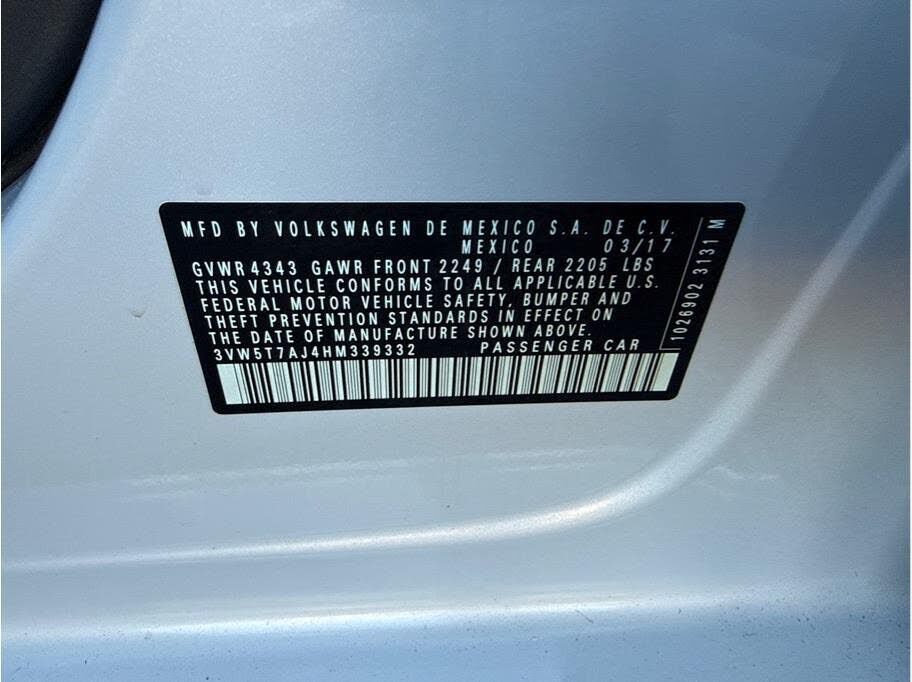 MFD BY VOLKSWAGEN DE MEXICO S.A. DE C.V.
MEXICO 03/17
GVWR 4343 GAWR FRONT 2249 / REAR 2205 LBS
THIS VEHICLE CONFORMS TO ALL APPLICABLE U.S.
FEDERAL MOTOR VEHICLE SAFETY, BUMPER AND
THEFT PREVENTION STANDARDS IN EFFECT ON
THE DATE OF MANUFACTURE SHOWN ABOVE.
3VW5T7AJ4HM339332 PASSENGER CAR
1026902 3131 M